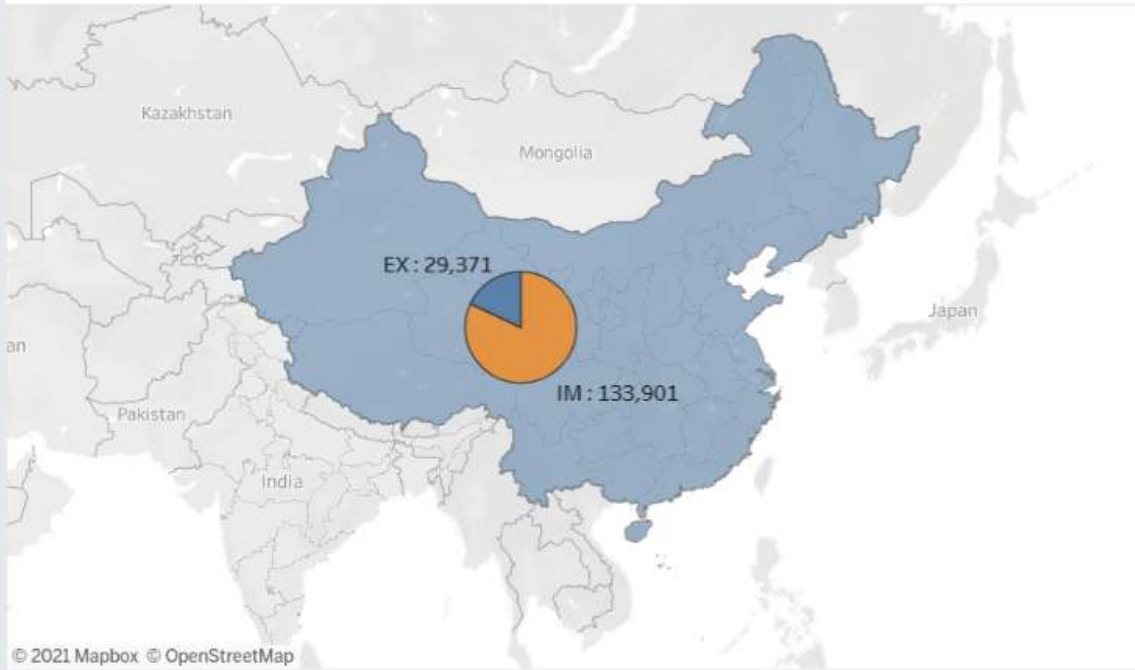 Kazakhstan
Mongolia
EX : 29,371
Japan
an
IM : 133,901
Pakistan
India
© 2021 Mapbox © OpenStreetMap